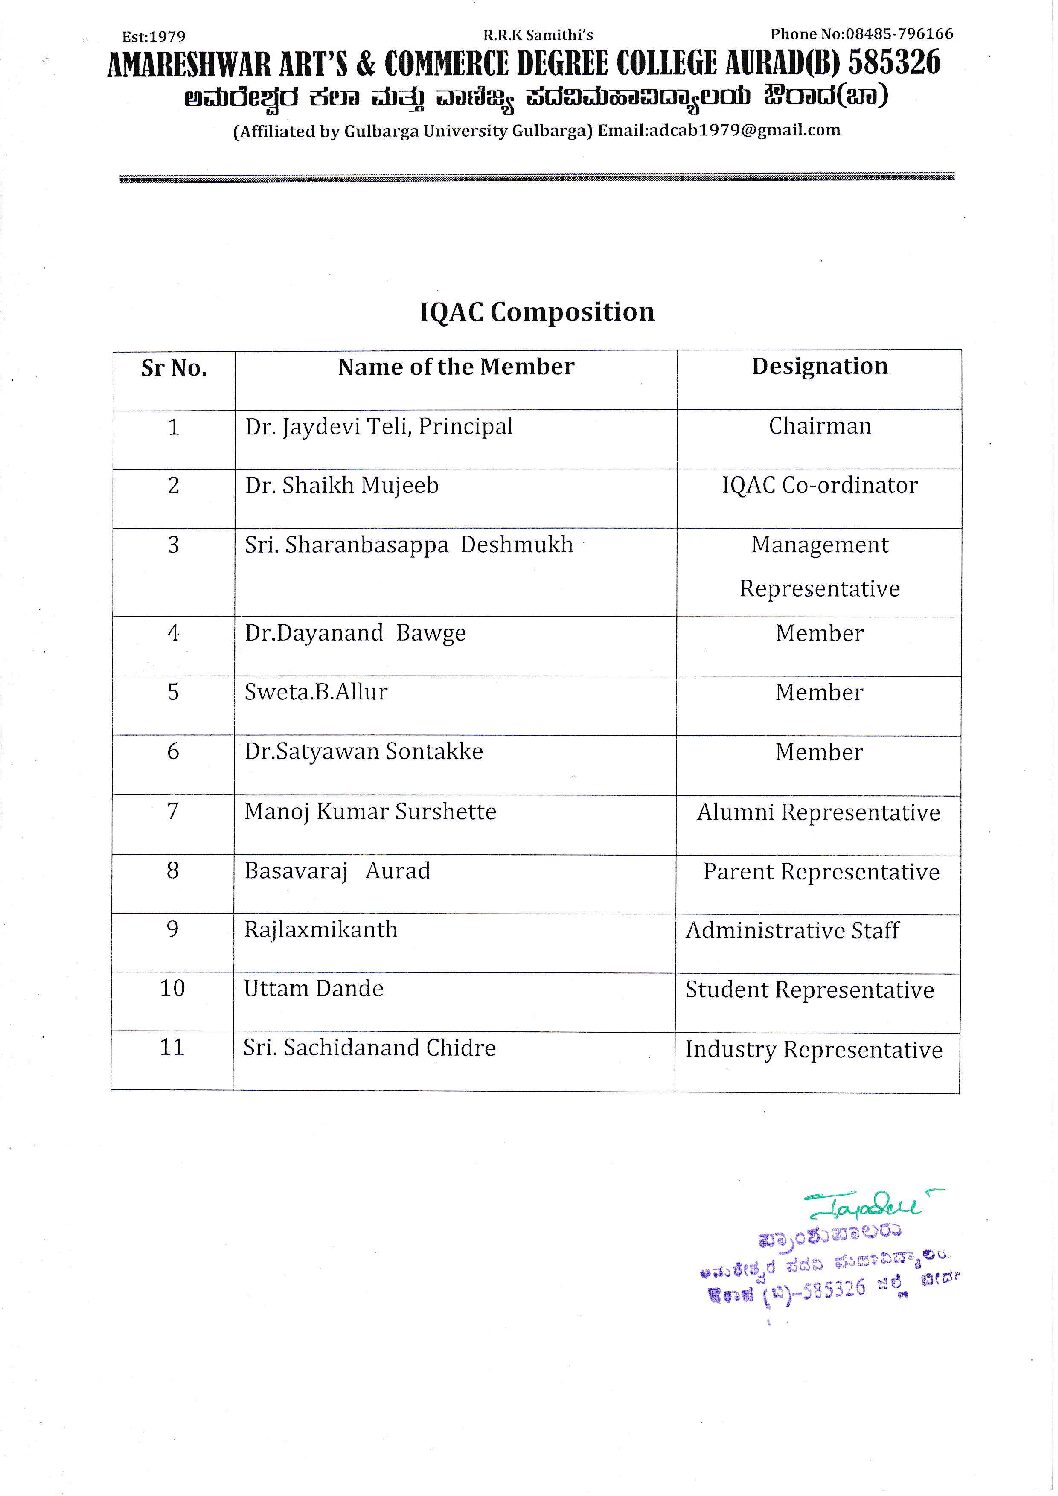 Est:1979 R.R.K Samithi's Phone No:08485-796166
AMARESHWAR ART'S & COMMERCE DEGREE COLLEGE AURAD(B) 585326
ಅಮರೇಶ್ವರ ಕಲಾ ಮತ್ತು ವಾಣಿಜ್ಯ ಪದವಿಮಹಾವಿದ್ಯಾಲಯ ಔರಾದ(ಬಾ)
(Affiliated by Gulbarga University Gulbarga) Email:adcab1979@gmail.com
IQAC Composition
Sr No. Name of the Member Designation
1 Dr. Jaydevi Teli, Principal Chairman
2 Dr. Shaikh Mujeeb IQAC Co-ordinator
3 Sri. Sharanbasappa Deshmukh Management
Representative
4 Dr.Dayanand Bawge Member
5 Sweta.B.Allur Member
6 Dr.Satyawan Sontakke Member
7 Manoj Kumar Surshette Alumni Representative
8 Basavaraj Aurad Parent Representative
9 Rajlaxmikanth Administrative Staff
10 Uttam Dande Student Representative
11 Sri. Sachidanand Chidre Industry Representative
ಪ್ರಾಂಶುಪಾಲರು
ಅಮರೇಶ್ವರ ಪದವಿ ಮಹಾವಿದ್ಯಾಲಯ
ಔರಾದ (ಬಿ)-585326 ಜಿಲ್ಲೆ ಬೀದರ